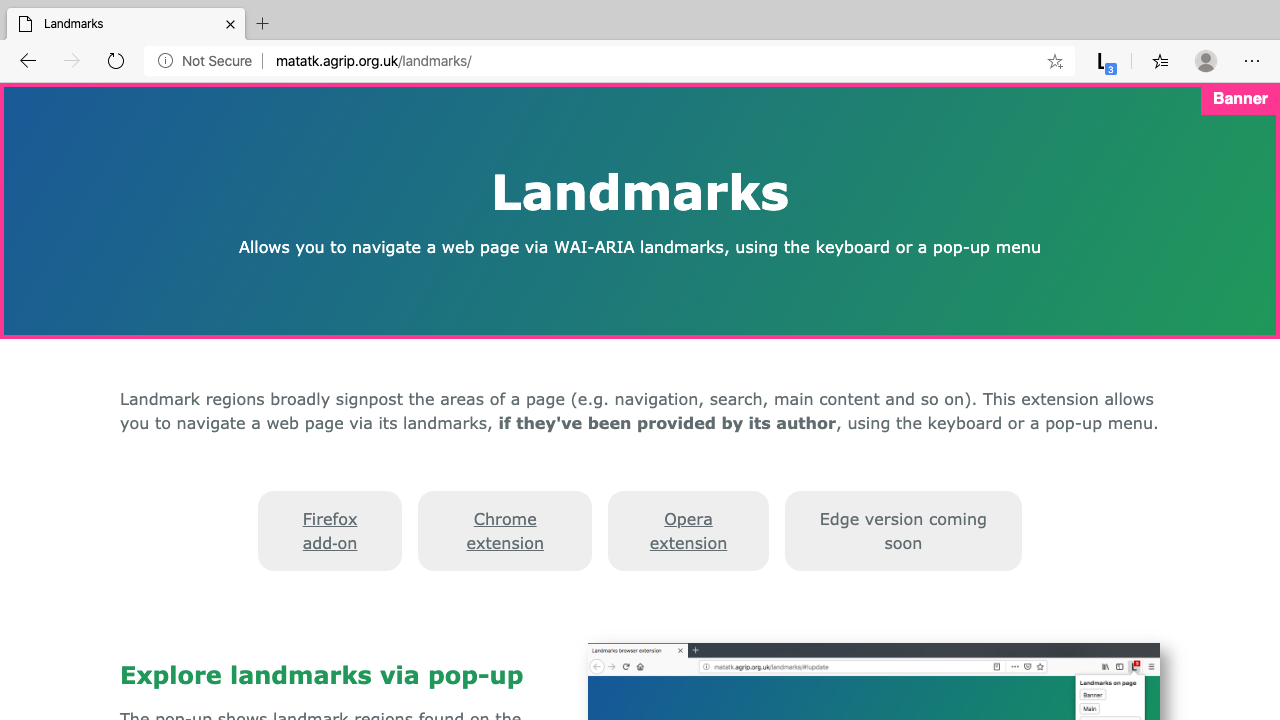 Landmarks
Not Secure
matatk.agrip.org.uk/landmarks/
3
Banner
Landmarks
Allows you to navigate a web page via WAI-ARIA landmarks, using the keyboard or a pop-up menu
Landmark regions broadly signpost the areas of a page (e.g. navigation, search, main content and so on). This extension allows
you to navigate a web page via its landmarks, if they've been provided by its author, using the keyboard or a pop-up menu.
Firefox
add-on
Chrome
extension
Opera
extension
Edge version coming
soon
Explore landmarks via pop-up
The pop-up shows landmark regions found on the
Landmarks browser extension
matatk.agrip.org.uk/landmarks/#!update
Landmarks on page
Banner
Main